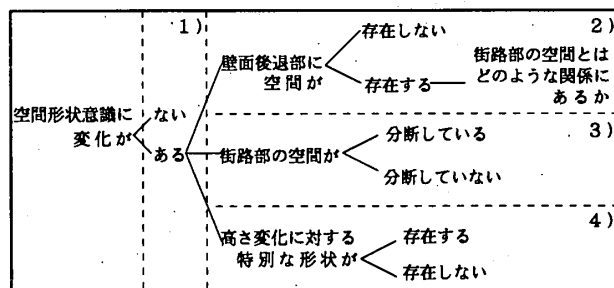 1)
2)
壁面後退部に
空間が
存在しない
存在する
街路部の空間とは
どのような関係に
あるか
空間形状意識に
変化が
ない
ある
3)
街路部の空間が
分断している
分断していない
4)
高さ変化に対する
特別な形状が
存在する
存在しない